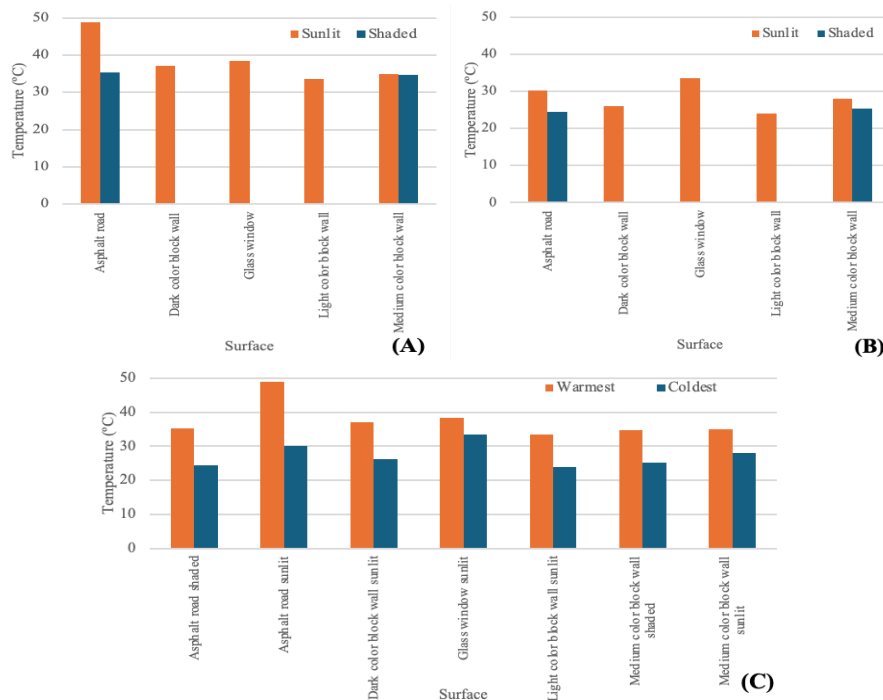 50
40
30
20
10
0
Temperature (ºC)
Sunlit
Shaded
Asphalt road
Dark color block wall
Glass window
Light color block wall
Medium color block wall
Surface
(A)
50
40
30
20
10
0
Temperature (ºC)
Sunlit
Shaded
Asphalt road
Dark color block wall
Glass window
Light color block wall
Medium color block wall
Surface
(B)
50
40
30
20
10
0
Temperature (ºC)
Warmest
Coldest
Asphalt road shaded
Asphalt road sunlit
Dark color block wall sunlit
Glass window sunlit
Light color block wall sunlit
Medium color block wall
shaded
Medium color block wall
sunlit
Surface
(C)